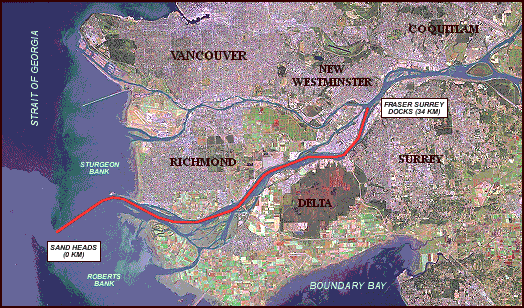 COQUITLAM
VANCOUVER
NEW
WESTMINSTER
STRAIT OF GEORGIA
FRASER SURREY
DOCKS (34 KM)
STURGEON
BANK
RICHMOND
SURREY
DELTA
SAND HEADS
(0 KM)
ROBERTS
BANK
BOUNDARY BAY